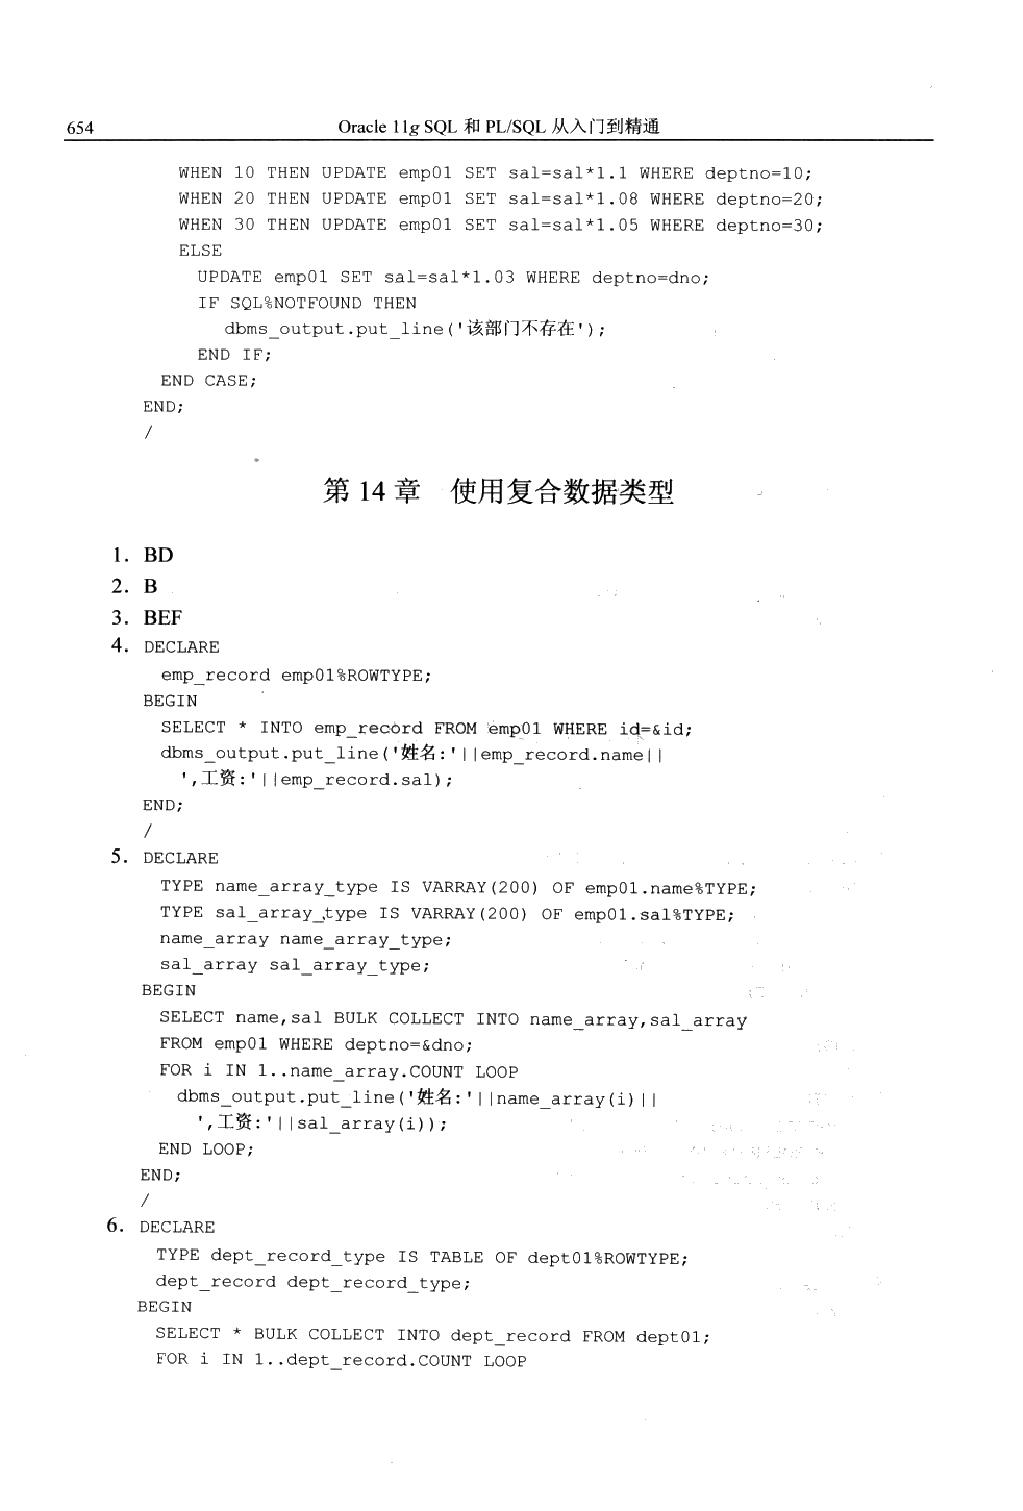 654
Oracle 11g SQL 和 PL/SQL 从入门到精通
WHEN 10 THEN UPDATE emp01 SET sal=sal*1.1 WHERE deptno=10;
WHEN 20 THEN UPDATE emp01 SET sal=sal*1.08 WHERE deptno=20;
WHEN 30 THEN UPDATE emp01 SET sal=sal*1.05 WHERE deptno=30;
ELSE
UPDATE emp01 SET sal=sal*1.03 WHERE deptno=dno;
IF SQL%NOTFOUND THEN
dbms_output.put_line('该部门不存在');
END IF;
END CASE;
END;
/
第 14 章 使用复合数据类型
1. BD
2. B
3. BEF
4. DECLARE
emp_record emp01%ROWTYPE;
BEGIN
SELECT * INTO emp_record FROM emp01 WHERE id=&id;
dbms_output.put_line('姓名:'||emp_record.name||
',工资:'||emp_record.sal);
END;
/
5. DECLARE
TYPE name_array_type IS VARRAY(200) OF emp01.name%TYPE;
TYPE sal_array_type IS VARRAY(200) OF emp01.sal%TYPE;
name_array name_array_type;
sal_array sal_array_type;
BEGIN
SELECT name,sal BULK COLLECT INTO name_array,sal_array
FROM emp01 WHERE deptno=&dno;
FOR i IN 1..name_array.COUNT LOOP
dbms_output.put_line('姓名:'||name_array(i)||
',工资:'||sal_array(i));
END LOOP;
END;
/
6. DECLARE
TYPE dept_record_type IS TABLE OF dept01%ROWTYPE;
dept_record dept_record_type;
BEGIN
SELECT * BULK COLLECT INTO dept_record FROM dept01;
FOR i IN 1..dept_record.COUNT LOOP